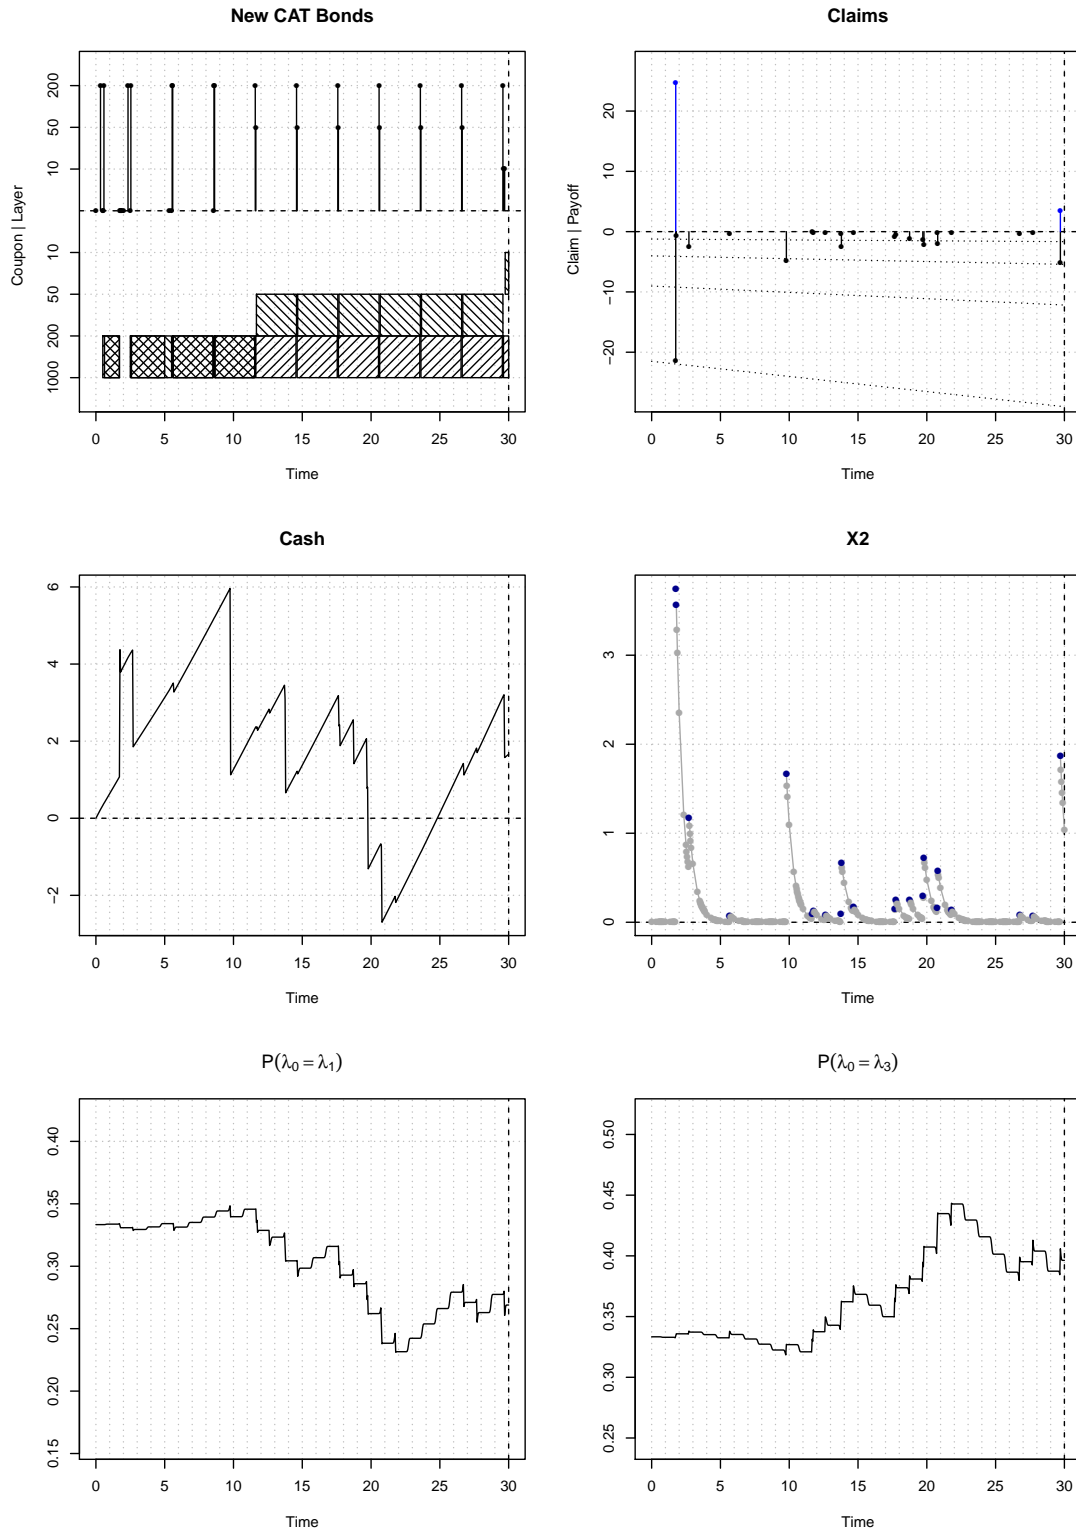 New CAT Bonds
Coupon | Layer
200
50
10
10
50
200
1000
0 5 10 15 20 25 30
Time
Claims
Claim | Payoff
20
10
0
−10
−20
0 5 10 15 20 25 30
Time
Cash
6
4
2
0
−2
0 5 10 15 20 25 30
Time
X2
3
2
1
0
0 5 10 15 20 25 30
Time
P(λ₀ = λ₁)
0.40
0.35
0.30
0.25
0.20
0.15
0 5 10 15 20 25 30
Time
P(λ₀ = λ₃)
0.50
0.45
0.40
0.35
0.30
0.25
0 5 10 15 20 25 30
Time